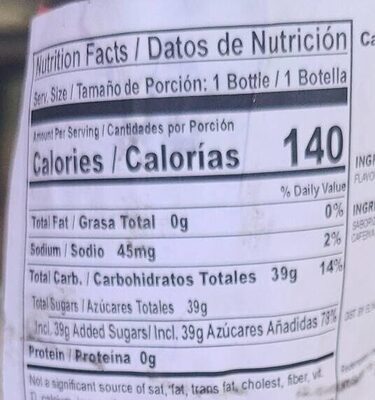 Nutrition Facts / Datos de Nutrición
Serv. Size / Tamaño de Porción: 1 Bottle / 1 Botella
Amount Per Serving / Cantidades por Porción
Calories / Calorías 140
% Daily Value
Total Fat / Grasa Total 0g 0%
Sodium / Sodio 45mg 2%
Total Carb. / Carbohidratos Totales 39g 14%
Total Sugars / Azúcares Totales 39g
Incl. 39g Added Sugars/ Incl. 39g Azúcares Añadidas 78%
Protein / Proteina 0g
Not a significant source of sat, fat, trans fat, cholest, fiber, vit.